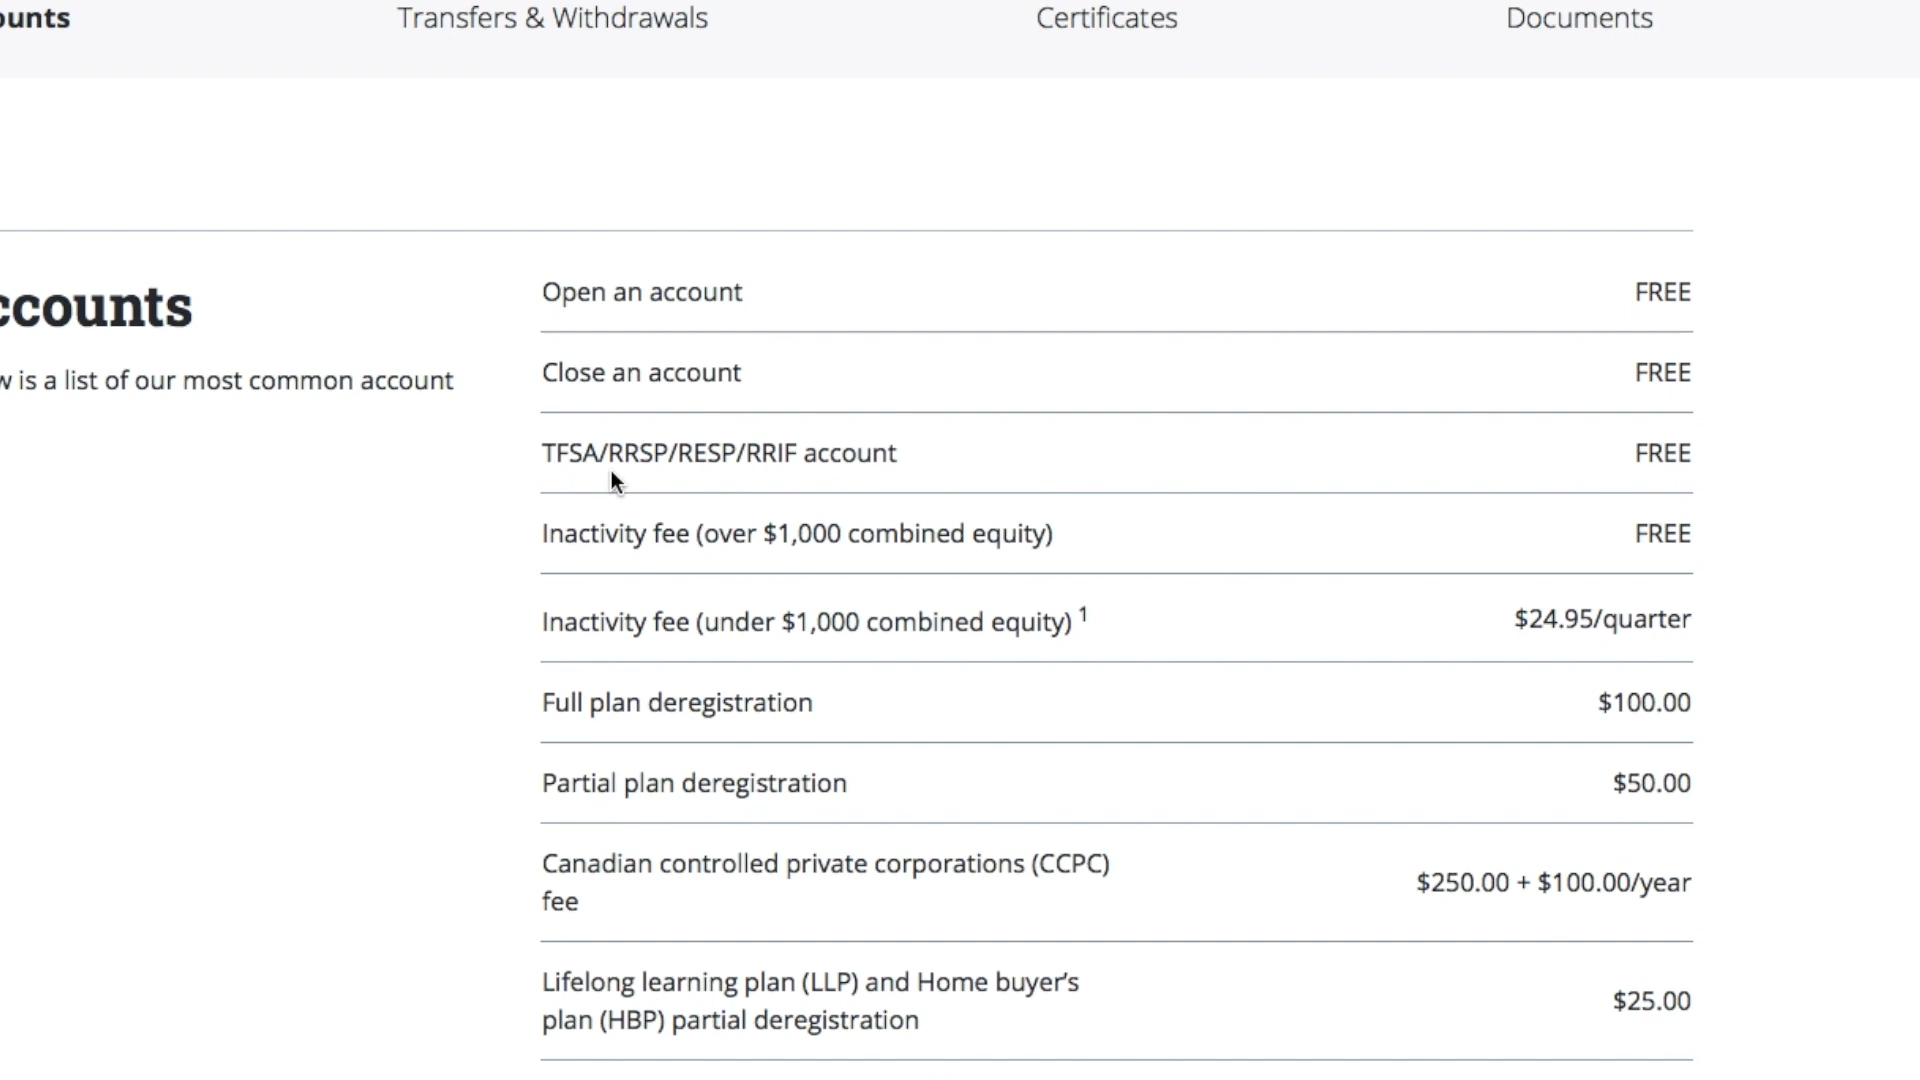 ounts Transfers & Withdrawals Certificates Documents
ccounts
w is a list of our most common account
Open an account FREE
Close an account FREE
TFSA/RRSP/RESP/RRIF account FREE
Inactivity fee (over $1,000 combined equity) FREE
Inactivity fee (under $1,000 combined equity) 1 $24.95/quarter
Full plan deregistration $100.00
Partial plan deregistration $50.00
Canadian controlled private corporations (CCPC)
fee $250.00 + $100.00/year
Lifelong learning plan (LLP) and Home buyer’s
plan (HBP) partial deregistration $25.00